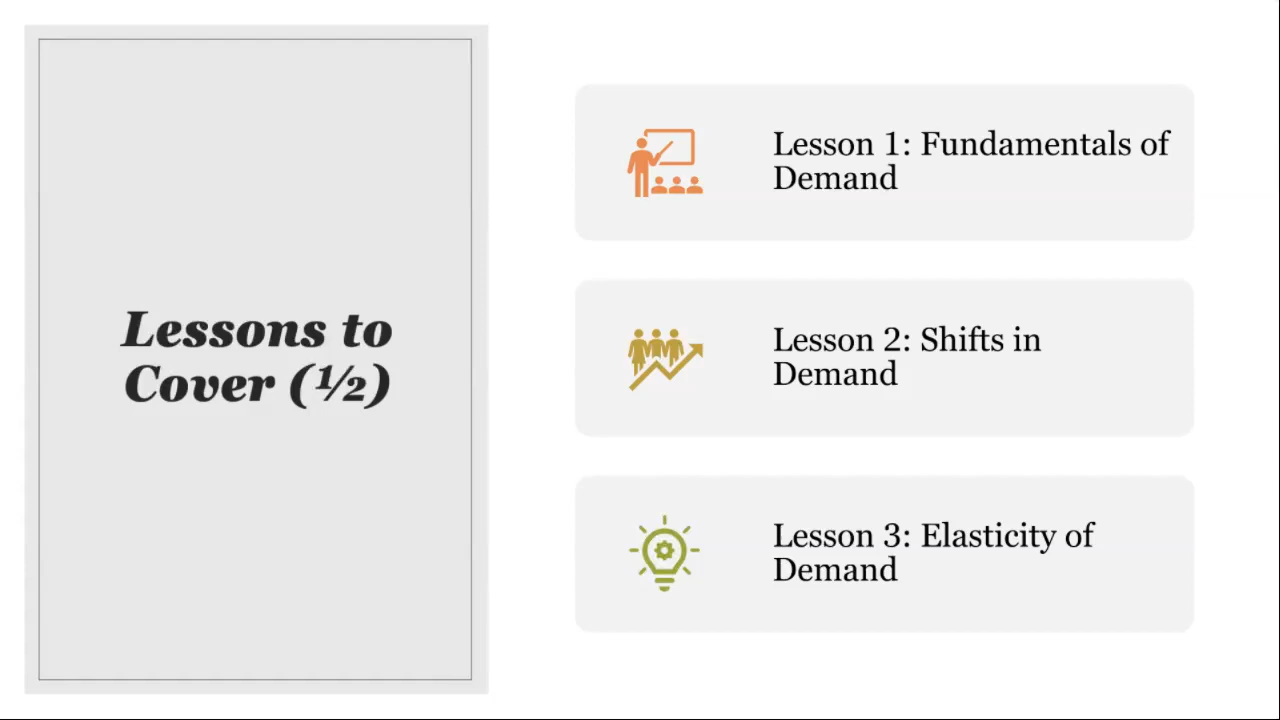 Lessons to
Cover (½)
Lesson 1: Fundamentals of
Demand
Lesson 2: Shifts in
Demand
Lesson 3: Elasticity of
Demand